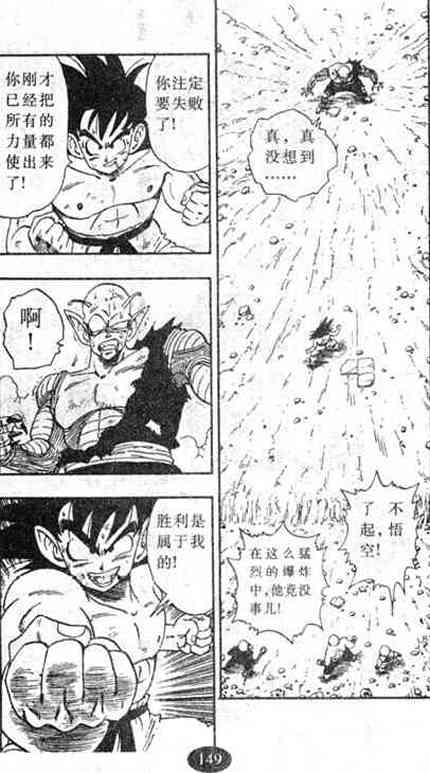 真，真
没想到
……
了不起，
悟空！
在这么猛
烈的爆炸
中，他竟没
事儿！
你注定
要失败
了！
你刚才
已经把
所有的
力量都
使出来
了！
啊！
胜利是
属于我
的！
149